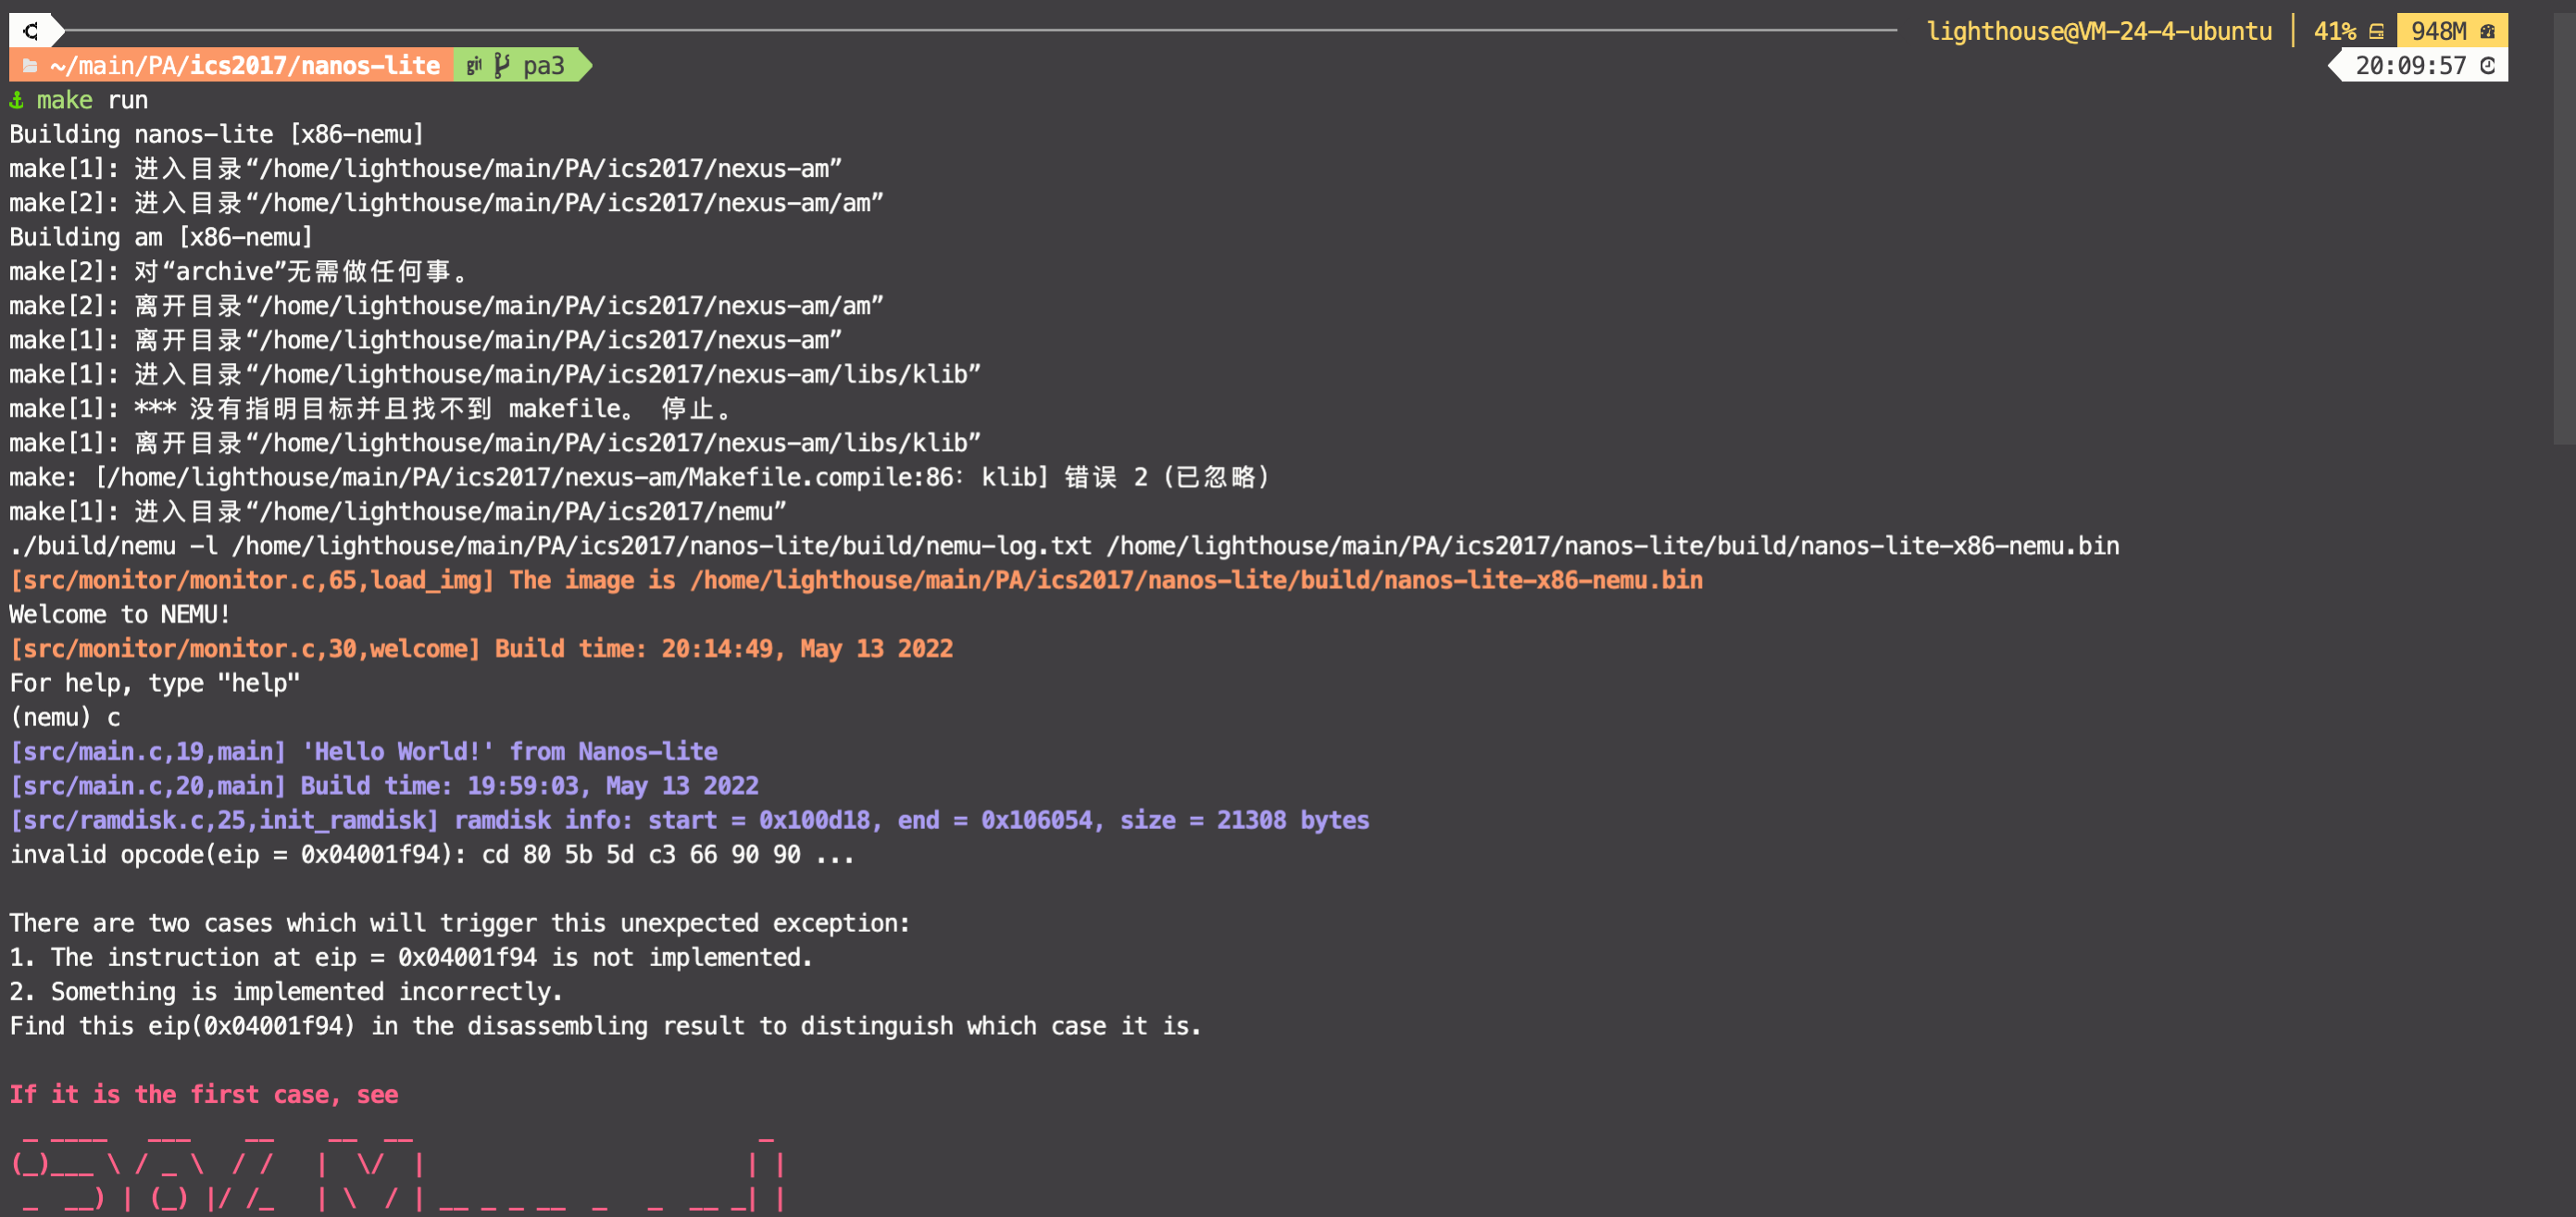 lighthouse@VM-24-4-ubuntu 41% 948M
~/main/PA/ics2017/nanos-lite git pa3 20:09:57
make run
Building nanos-lite [x86-nemu]
make[1]: 进入目录“/home/lighthouse/main/PA/ics2017/nexus-am”
make[2]: 进入目录“/home/lighthouse/main/PA/ics2017/nexus-am/am”
Building am [x86-nemu]
make[2]: 对“archive”无需做任何事。
make[2]: 离开目录“/home/lighthouse/main/PA/ics2017/nexus-am/am”
make[1]: 离开目录“/home/lighthouse/main/PA/ics2017/nexus-am”
make[1]: 进入目录“/home/lighthouse/main/PA/ics2017/nexus-am/libs/klib”
make[1]: *** 没有指明目标并且找不到 makefile。 停止。
make[1]: 离开目录“/home/lighthouse/main/PA/ics2017/nexus-am/libs/klib”
make: [/home/lighthouse/main/PA/ics2017/nexus-am/Makefile.compile:86：klib] 错误 2 (已忽略)
make[1]: 进入目录“/home/lighthouse/main/PA/ics2017/nemu”
./build/nemu -l /home/lighthouse/main/PA/ics2017/nanos-lite/build/nemu-log.txt /home/lighthouse/main/PA/ics2017/nanos-lite/build/nanos-lite-x86-nemu.bin
[src/monitor/monitor.c,65,load_img] The image is /home/lighthouse/main/PA/ics2017/nanos-lite/build/nanos-lite-x86-nemu.bin
Welcome to NEMU!
[src/monitor/monitor.c,30,welcome] Build time: 20:14:49, May 13 2022
For help, type "help"
(nemu) c
[src/main.c,19,main] 'Hello World!' from Nanos-lite
[src/main.c,20,main] Build time: 19:59:03, May 13 2022
[src/ramdisk.c,25,init_ramdisk] ramdisk info: start = 0x100d18, end = 0x106054, size = 21308 bytes
invalid opcode(eip = 0x04001f94): cd 80 5b 5d c3 66 90 90 ...
There are two cases which will trigger this unexpected exception:
1. The instruction at eip = 0x04001f94 is not implemented.
2. Something is implemented incorrectly.
Find this eip(0x04001f94) in the disassembling result to distinguish which case it is.
If it is the first case, see